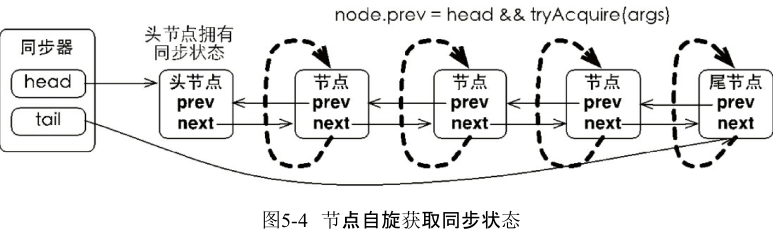 node.prev = head && tryAcquire(args)
同步器
head
tail
头节点拥有
同步状态
头节点
prev
next
节点
prev
next
节点
prev
next
节点
prev
next
尾节点
prev
next
图5-4 节点自旋获取同步状态